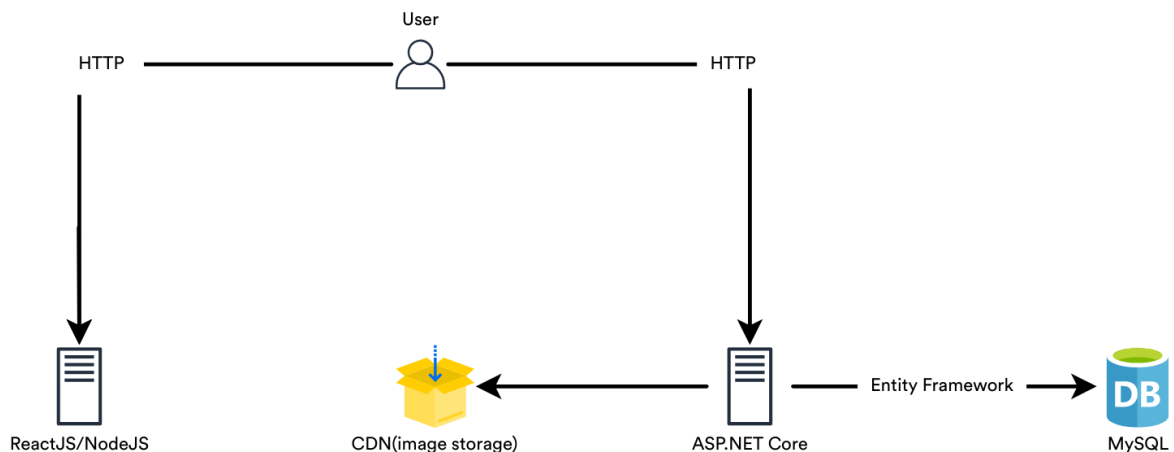 User
HTTP
HTTP
Entity Framework
DB
ReactJS/NodeJS
CDN(image storage)
ASP.NET Core
MySQL